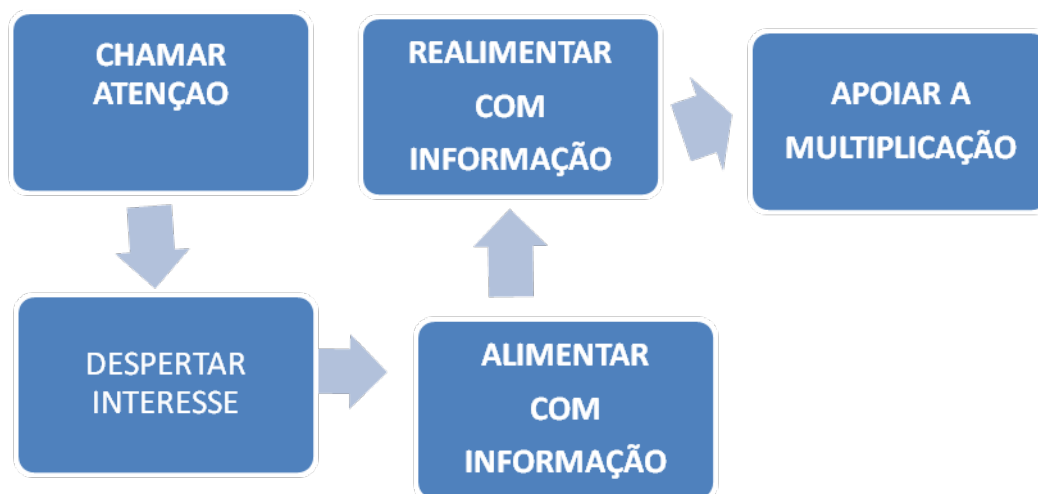 CHAMAR
ATENÇAO
DESPERTAR
INTERESSE
ALIMENTAR
COM
INFORMAÇÃO
REALIMENTAR
COM
INFORMAÇÃO
APOIAR A
MULTIPLICAÇÃO